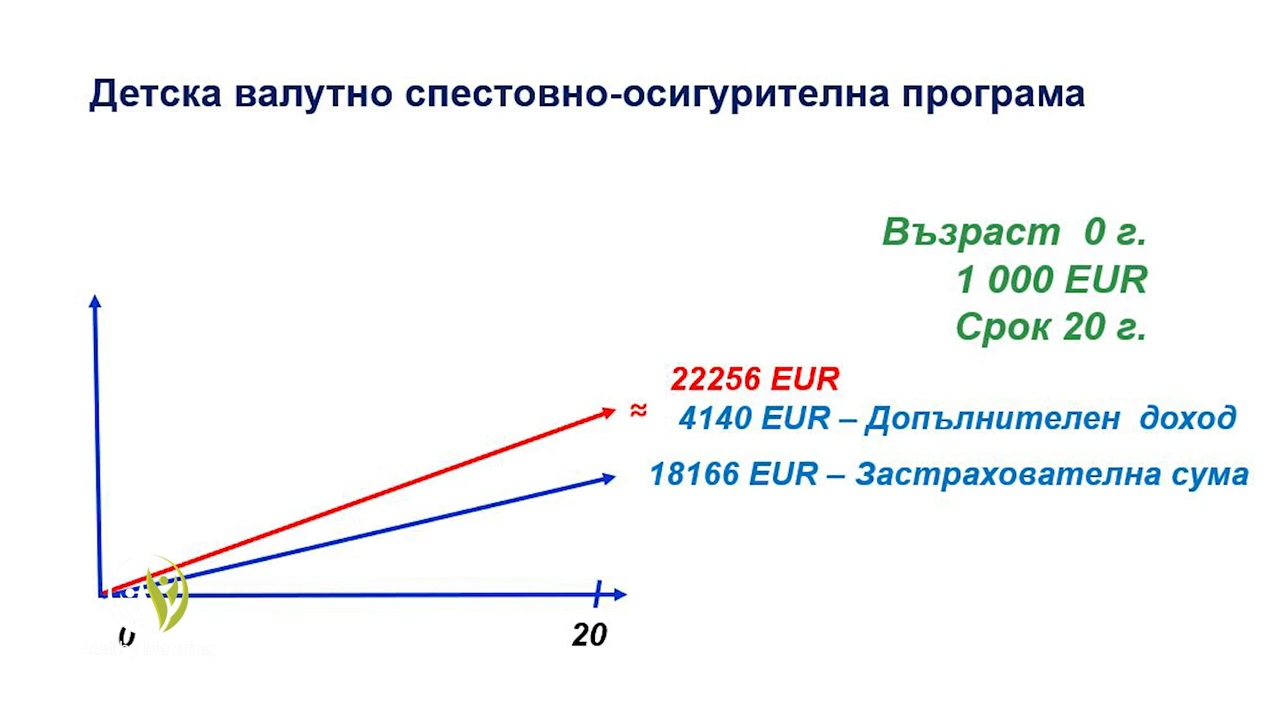 Детска валутно спестовно-осигурителна програма
Възраст 0 г.
1 000 EUR
Срок 20 г.
22256 EUR
≈ 4140 EUR – Допълнителен доход
18166 EUR – Застрахователна сума
0
20